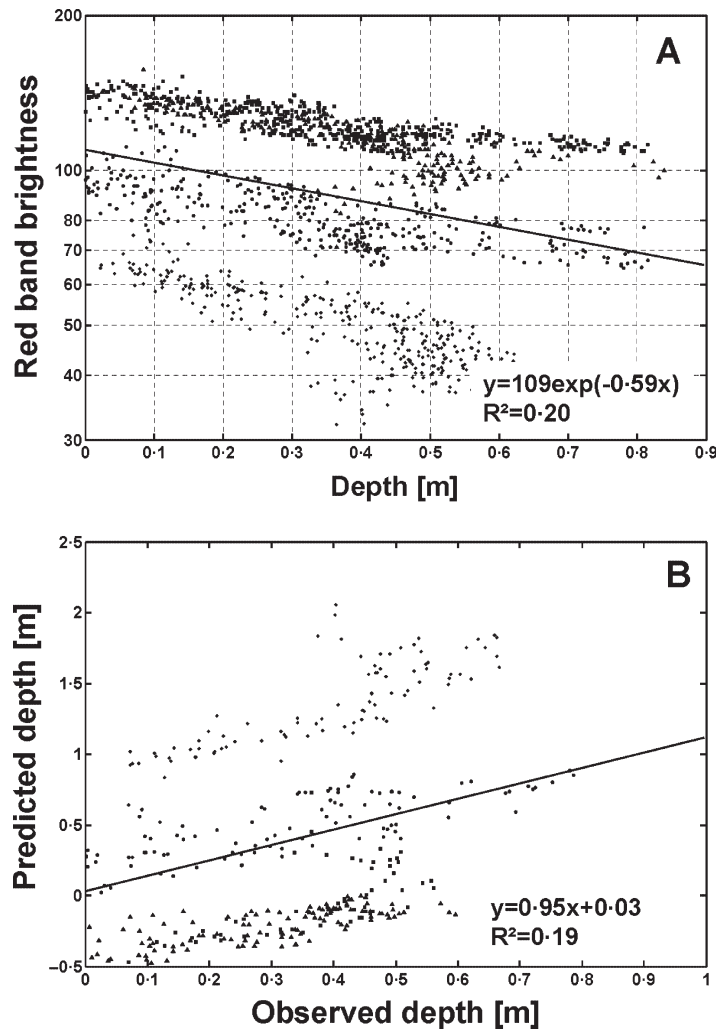 200
100
80
70
60
50
40
30
Red band brightness
A
y=109exp(-0·59x)
R²=0·20
0 0·1 0·2 0·3 0·4 0·5 0·6 0·7 0·8 0·9
Depth [m]
2·5
2
1·5
1
0·5
0
–0·5
Predicted depth [m]
B
y=0·95x+0·03
R²=0·19
0 0·1 0·2 0·3 0·4 0·5 0·6 0·7 0·8 0·9 1
Observed depth [m]